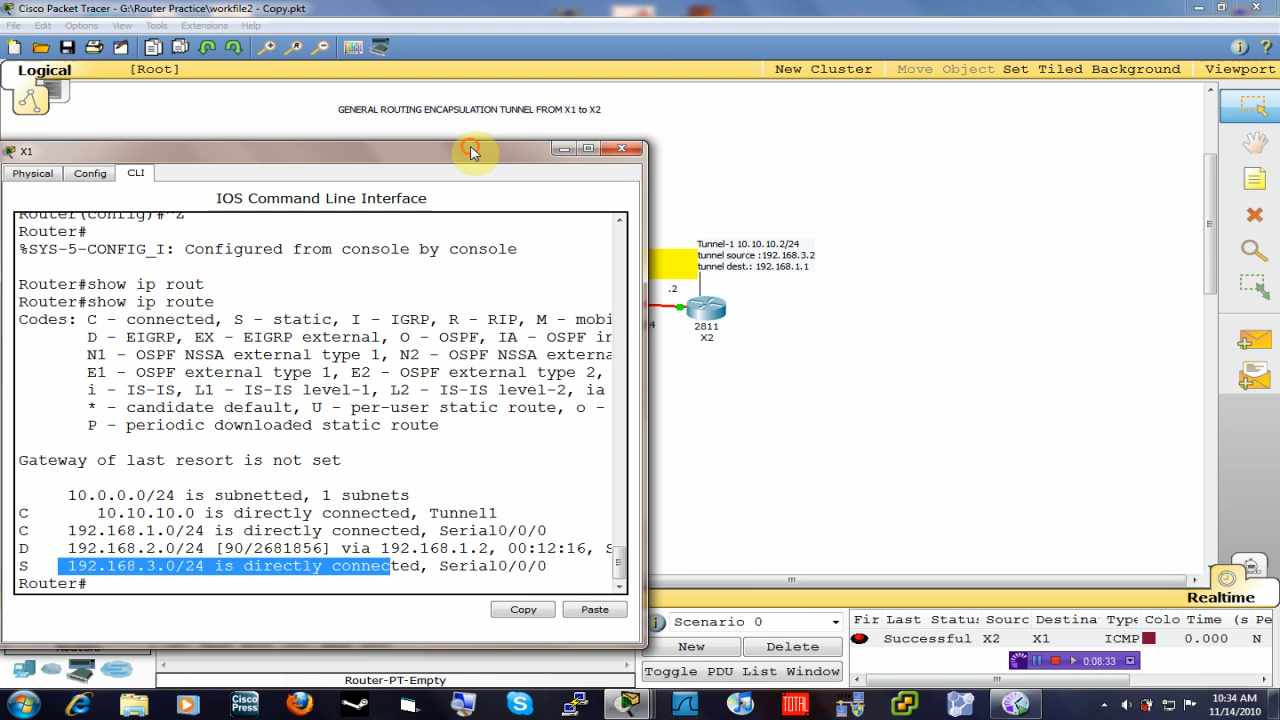 Cisco Packet Tracer - G:\Router Practice\workfile2 - Copy.pkt
File Edit Options View Tools Extensions Help
Logical [Root] New Cluster Move Object Set Tiled Background Viewport
GENERAL ROUTING ENCAPSULATION TUNNEL FROM X1 to X2
X1
Physical Config CLI
IOS Command Line Interface
Router(config)#^Z
Router#
%SYS-5-CONFIG_I: Configured from console by console
Router#show ip rout
Router#show ip route
Codes: C - connected, S - static, I - IGRP, R - RIP, M - mobi
D - EIGRP, EX - EIGRP external, O - OSPF, IA - OSPF in
N1 - OSPF NSSA external type 1, N2 - OSPF NSSA externa
E1 - OSPF external type 1, E2 - OSPF external type 2,
i - IS-IS, L1 - IS-IS level-1, L2 - IS-IS level-2, ia
* - candidate default, U - per-user static route, o -
P - periodic downloaded static route
Gateway of last resort is not set
10.0.0.0/24 is subnetted, 1 subnets
C 10.10.10.0 is directly connected, Tunnel1
C 192.168.1.0/24 is directly connected, Serial0/0/0
D 192.168.2.0/24 [90/2681856] via 192.168.1.2, 00:12:16, S
S 192.168.3.0/24 is directly connected, Serial0/0/0
Router#
Copy Paste
Tunnel-1 10.10.10.2/24
tunnel source :192.168.3.2
tunnel dest.: 192.168.1.1
.2
4
2811
X2
Realtime
Scenario 0
New Delete
Toggle PDU List Window
Fir Last Status Sourc Destina Type Colo Time (s Pe
Successful X2 X1 ICMP 0.000 N
0:08:33
Router-PT-Empty
Cisco Press
TOTAL
10:34 AM
11/14/2010